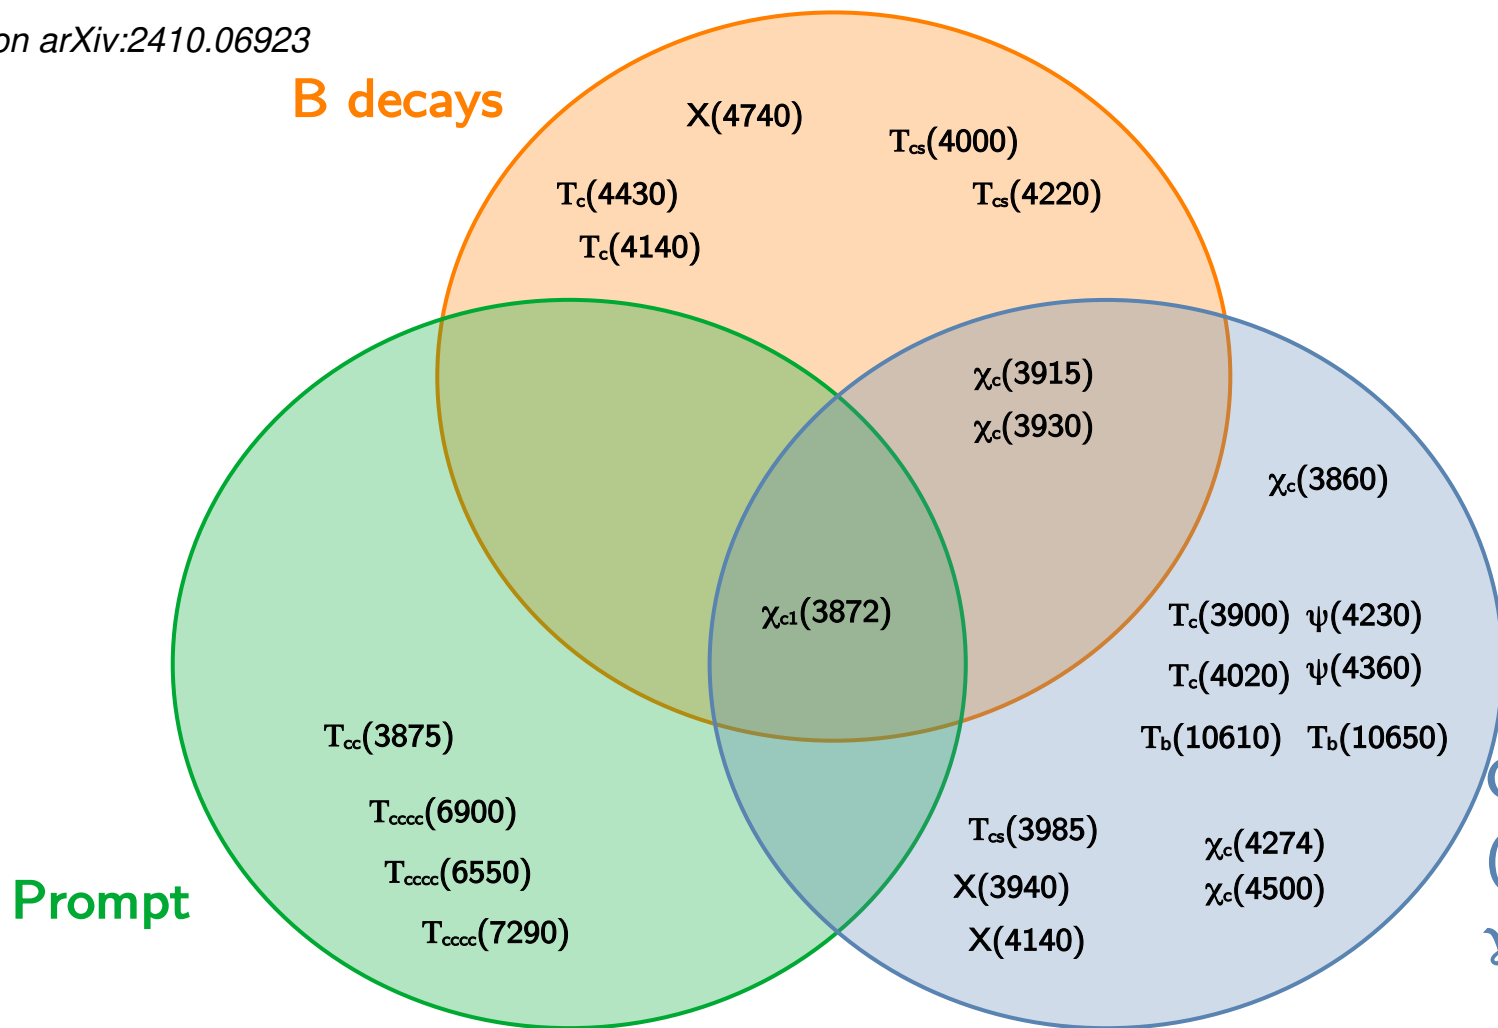 on arXiv:2410.06923
B decays
X(4740)
Tcs(4000)
Tc(4430)
Tcs(4220)
Tc(4140)
χc(3915)
χc(3930)
χc(3860)
χc1(3872)
Tc(3900) ψ(4230)
Tc(4020) ψ(4360)
Tcc(3875)
Tb(10610) Tb(10650)
Tcccc(6900)
Tcs(3985)
χc(4274)
Tcccc(6550)
X(3940)
χc(4500)
Prompt
Tcccc(7290)
X(4140)